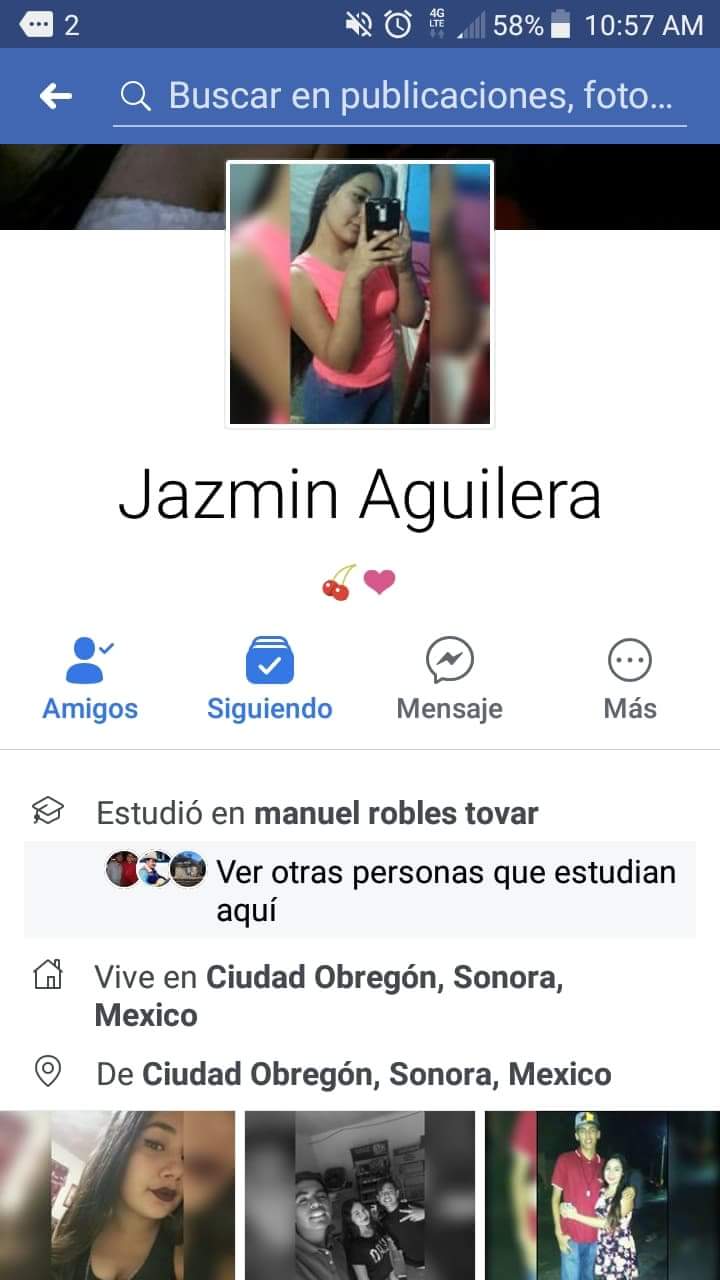 2 4G LTE 58% 10:57 AM
Buscar en publicaciones, foto...
Jazmin Aguilera
Amigos Siguiendo Mensaje Más
Estudió en manuel robles tovar
Ver otras personas que estudian
aquí
Vive en Ciudad Obregón, Sonora,
Mexico
De Ciudad Obregón, Sonora, Mexico